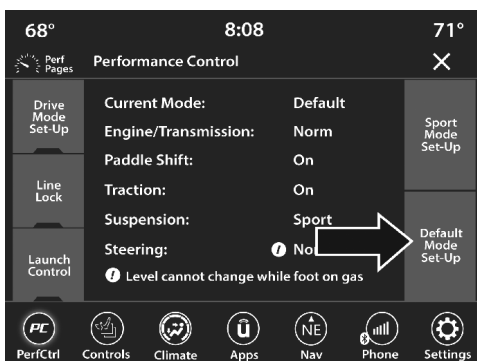 68° 8:08 71°
Perf
Pages
Performance Control
Drive
Mode
Set-Up
Line
Lock
Launch
Control
Current Mode: Default
Engine/Transmission: Norm
Paddle Shift: On
Traction: On
Suspension: Sport
Steering:
Level cannot change while foot on gas
Sport
Mode
Set-Up
Default
Mode
Set-Up
PC
PerfCtrl
Controls
Climate
ū
Apps
NE
Nav
Phone
Settings